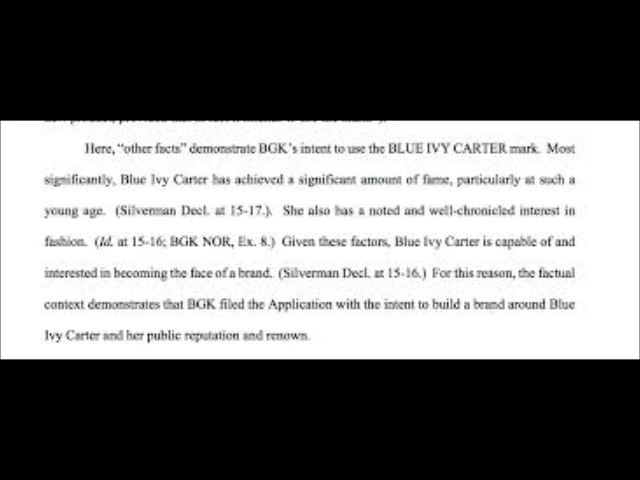 Here, “other facts” demonstrate BGK’s intent to use the BLUE IVY CARTER mark. Most
significantly, Blue Ivy Carter has achieved a significant amount of fame, particularly at such a
young age. (Silverman Decl. at 15-17.). She also has a noted and well-chronicled interest in
fashion. (Id. at 15-16; BGK NOR, Ex. 8.) Given these factors, Blue Ivy Carter is capable of and
interested in becoming the face of a brand. (Silverman Decl. at 15-16.) For this reason, the factual
context demonstrates that BGK filed the Application with the intent to build a brand around Blue
Ivy Carter and her public reputation and renown.